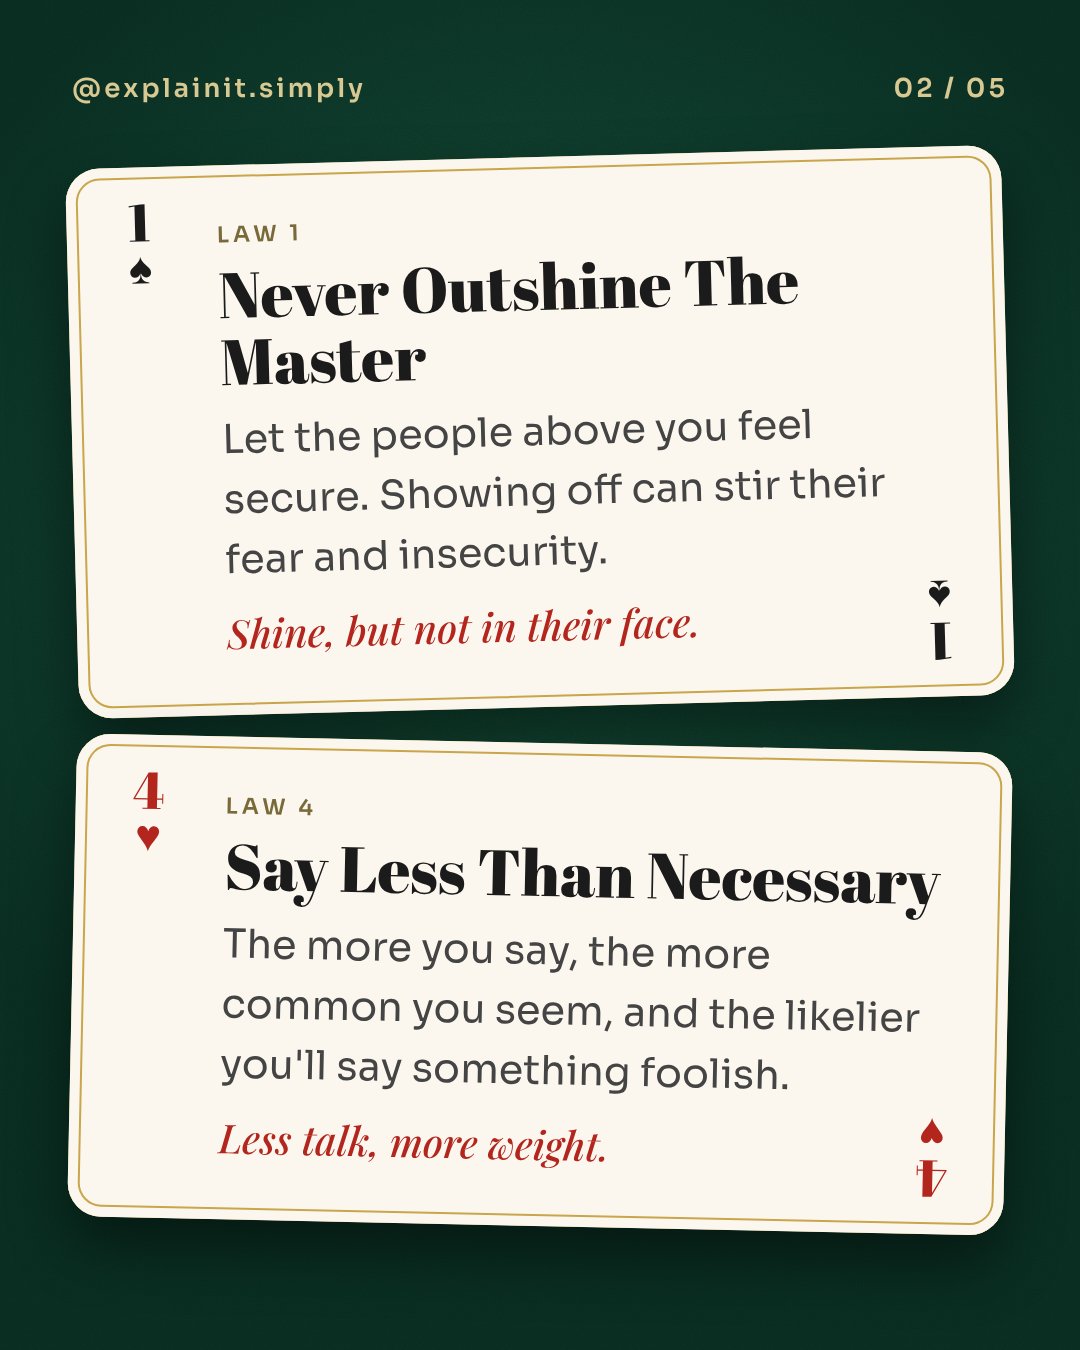 @explainit.simply
02 / 05
1
♠
LAW 1
Never Outshine The
Master
Let the people above you feel
secure. Showing off can stir their
fear and insecurity.
Shine, but not in their face.
♠
1
4
♥
LAW 4
Say Less Than Necessary
The more you say, the more
common you seem, and the likelier
you'll say something foolish.
Less talk, more weight.
♥
4